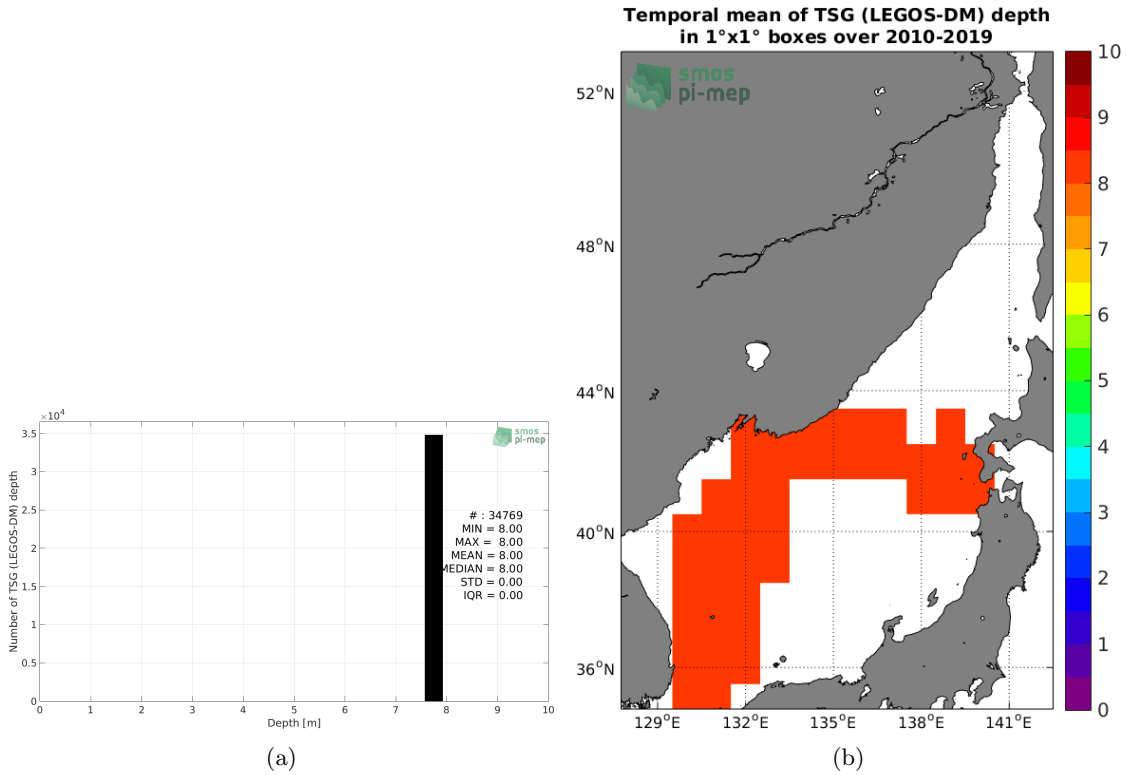 ×10⁴
3.5
3
2.5
2
1.5
1
0.5
0
Number of TSG (LEGOS-DM) depth
smos
pi-mep
# : 34769
MIN = 8.00
MAX = 8.00
MEAN = 8.00
MEDIAN = 8.00
STD = 0.00
IQR = 0.00
0 1 2 3 4 5 6 7 8 9 10
Depth [m]
(a)
Temporal mean of TSG (LEGOS-DM) depth
in 1°x1° boxes over 2010-2019
smos
pi-mep
52°N
48°N
44°N
40°N
36°N
129°E 132°E 135°E 138°E 141°E
10
9
8
7
6
5
4
3
2
1
0
(b)